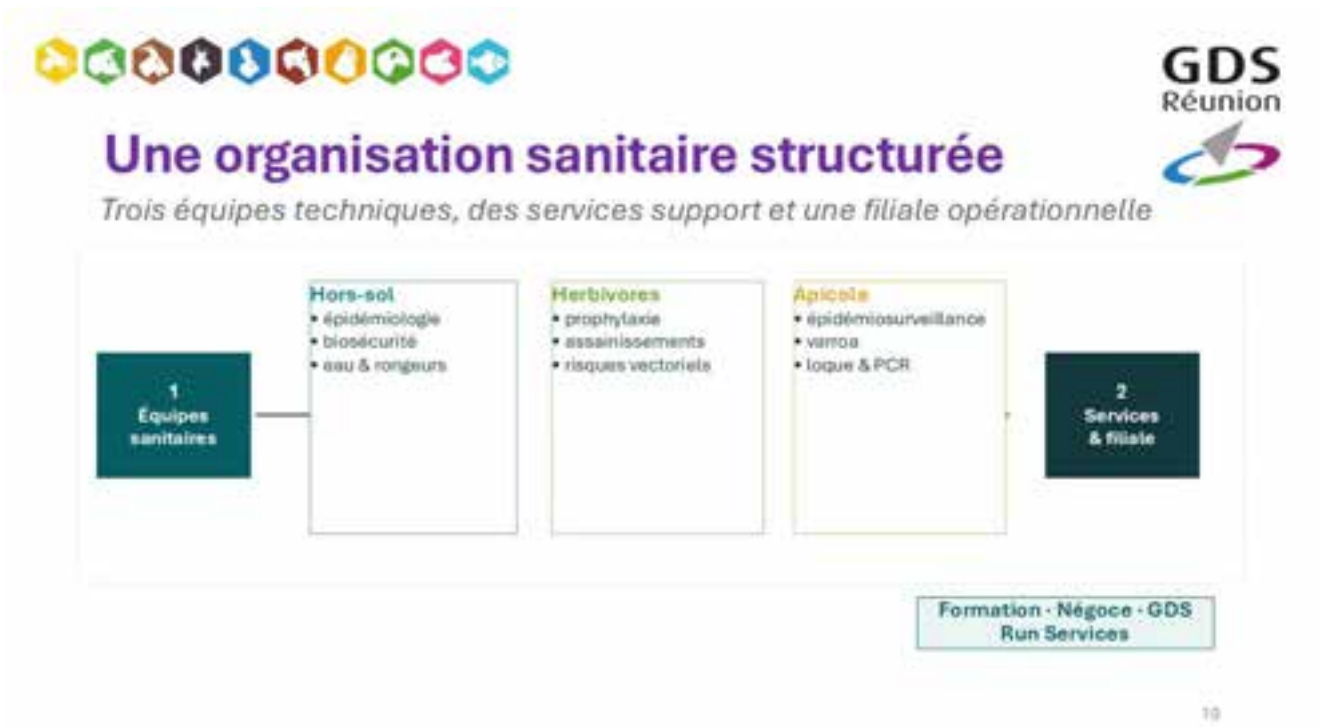 GDS
Réunion
Une organisation sanitaire structurée
Trois équipes techniques, des services support et une filiale opérationnelle
1
Équipes
sanitaires
Hors-sol
• épidémiologie
• biosécurité
• eau & rongeurs
Herbivores
• prophylaxie
• assainissements
• risques vectoriels
Apicole
• épidémiosurveillance
• varroa
• loque & PCR
2
Services
& filiale
Formation · Négoce · GDS
Run Services
10